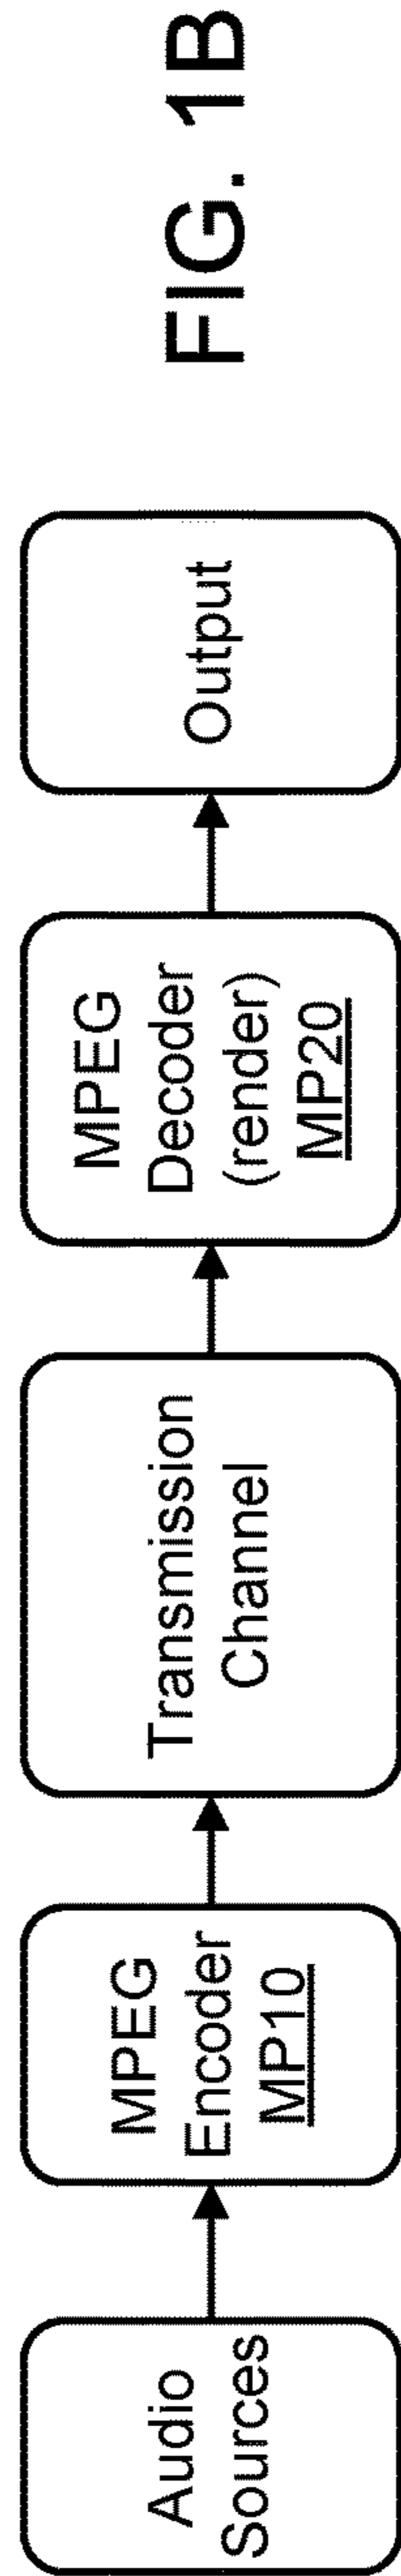 Audio
Sources
MPEG
Encoder
MP10
Transmission
Channel
MPEG
Decoder
(render)
MP20
Output
FIG. 1B